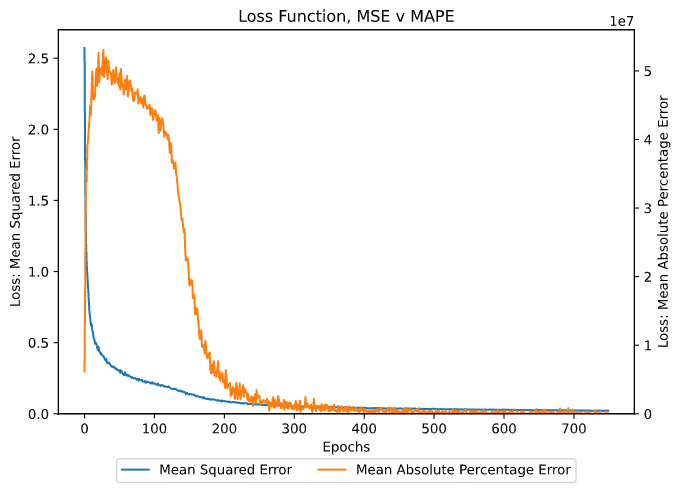 Loss Function, MSE v MAPE
1e7
2.5
2.0
1.5
1.0
0.5
0.0
Loss: Mean Squared Error
5
4
3
2
1
0
Loss: Mean Absolute Percentage Error
0 100 200 300 400 500 600 700
Epochs
Mean Squared Error Mean Absolute Percentage Error